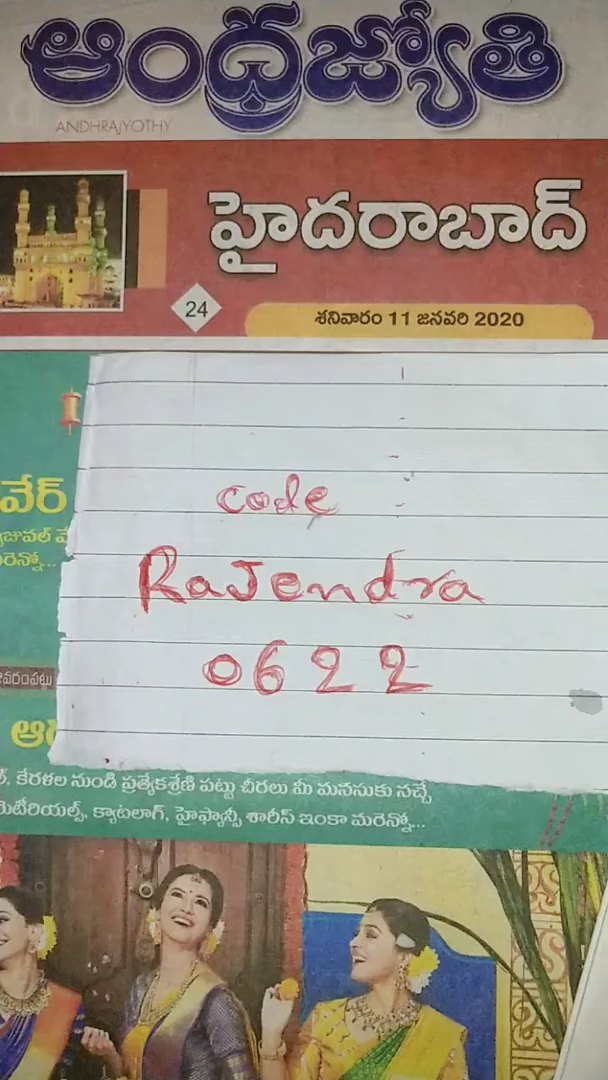 ఆంధ్రజ్యోతి
ANDHRAJYOTHY
హైదరాబాద్
24
శనివారం 11 జనవరి 2020
code :
RaJendra
0622
కేరళల నుండి ప్రత్యేకశ్రేణి పట్టు చీరలు మీ మనసుకు నచ్చే
మెటీరియల్స్, క్యాటలాగ్, హైఫ్యాన్సీ శారీస్ ఇంకా మరెన్నో...